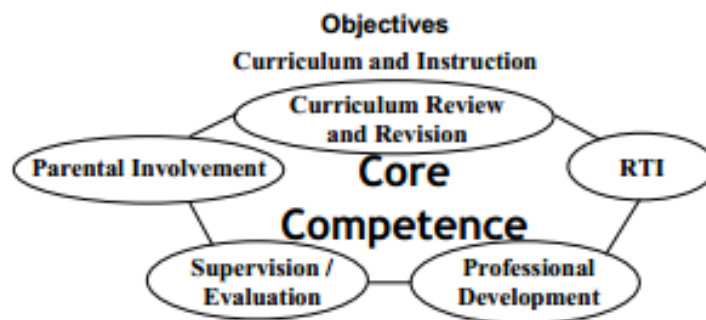 Objectives
Curriculum and Instruction
Curriculum Review
and Revision
Parental Involvement
RTI
Core
Competence
Supervision /
Evaluation
Professional
Development